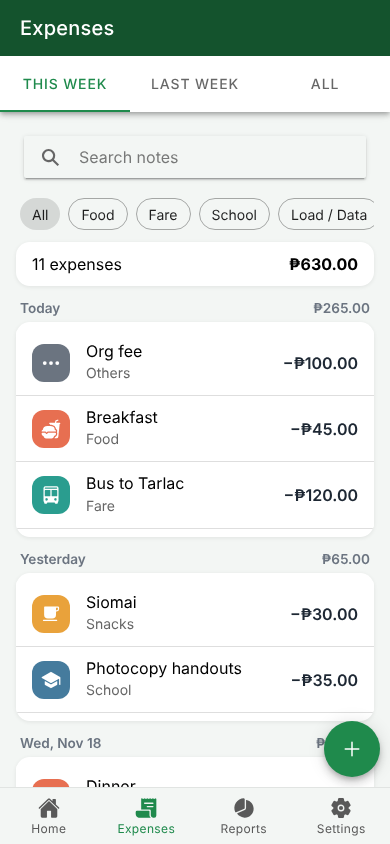 Expenses
THIS WEEK
LAST WEEK
ALL
Search notes
All
Food
Fare
School
Load / Data
11 expenses
₱630.00
Today
₱265.00
Org fee
Others
−₱100.00
Breakfast
Food
−₱45.00
Bus to Tarlac
Fare
−₱120.00
Yesterday
₱65.00
Siomai
Snacks
−₱30.00
Photocopy handouts
School
−₱35.00
Wed, Nov 18
Dinner
Home
Expenses
Reports
Settings